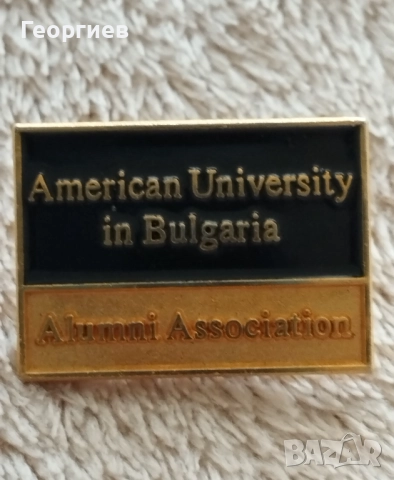 Георгиев
American University
in Bulgaria
Alumni Association
BAZAR